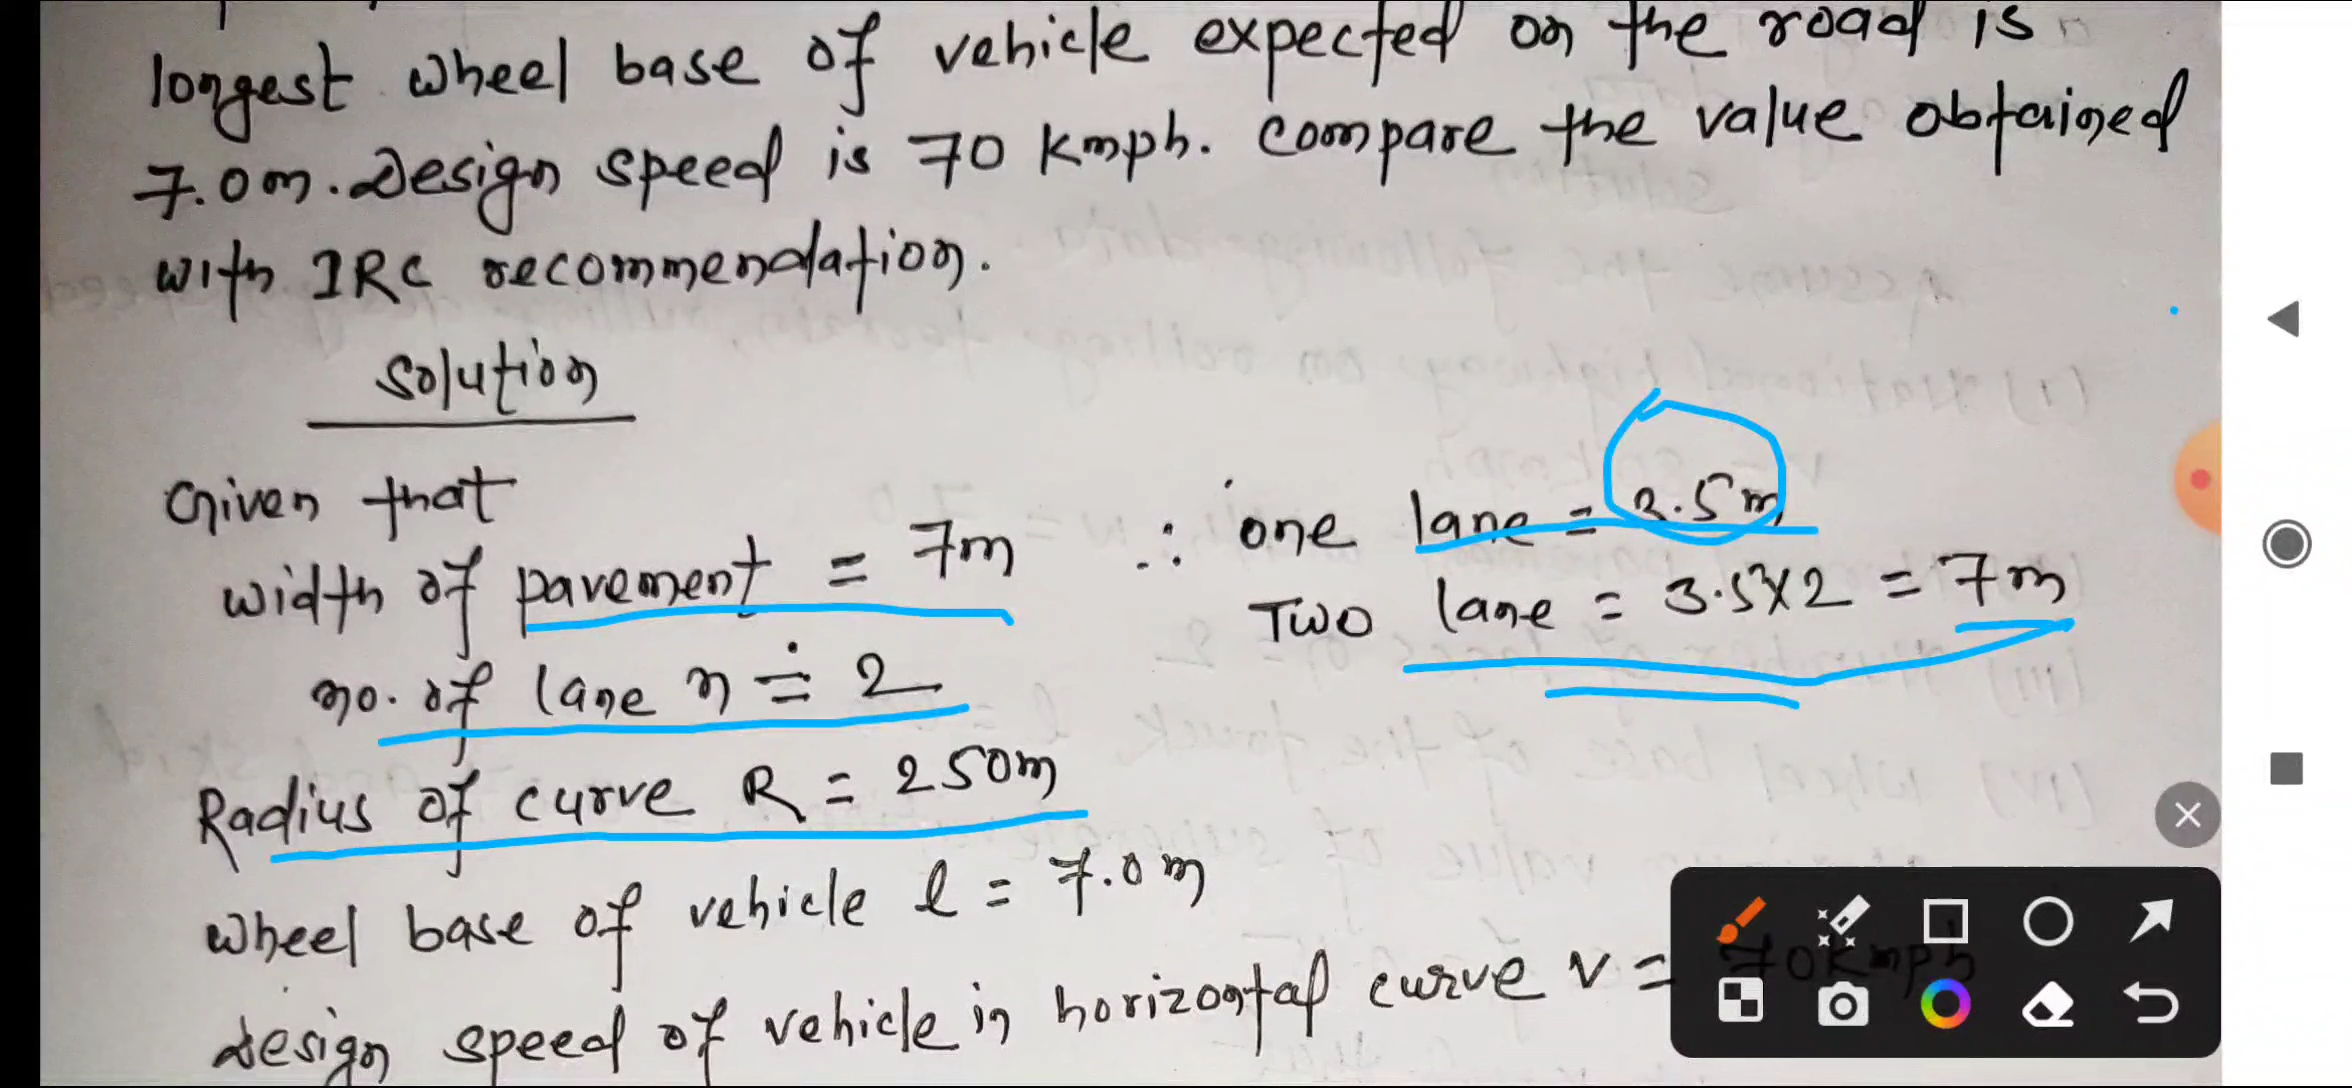 longest wheel base of vehicle expected on the road is
7.0m. Design speed is 70 kmph. compare the value obtained
with IRC recommendation.
solution
Given that
width of pavement = 7m ∴ one lane = 3.5m
Two lane = 3.5×2 = 7m
no. of lane n = 2
Radius of curve R = 250m
wheel base of vehicle l = 7.0m
design speed of vehicle in horizontal curve v = 70kmph